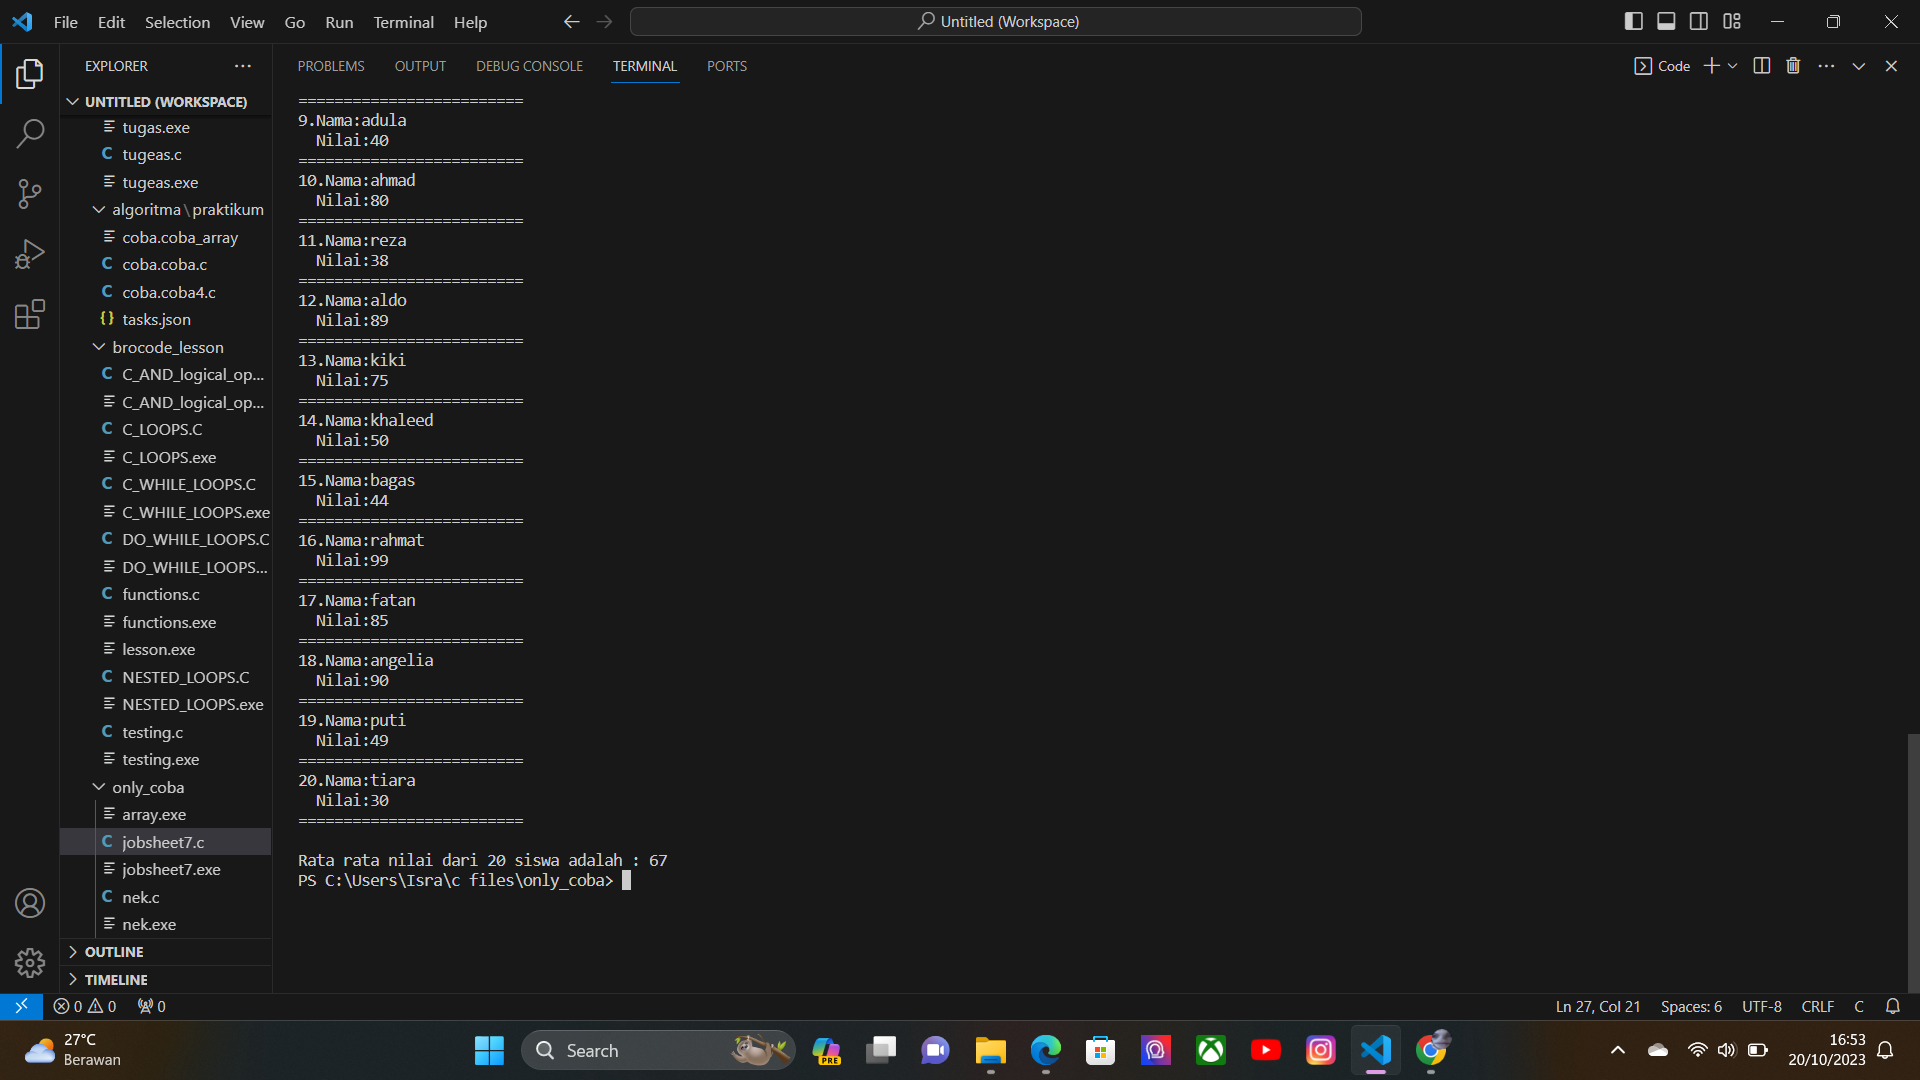 File Edit Selection View Go Run Terminal Help
Untitled (Workspace)
EXPLORER
UNTITLED (WORKSPACE)
tugas.exe
tugeas.c
tugeas.exe
algoritma\praktikum
coba.coba_array
coba.coba.c
coba.coba4.c
tasks.json
brocode_lesson
C_AND_logical_op...
C_AND_logical_op...
C_LOOPS.C
C_LOOPS.exe
C_WHILE_LOOPS.C
C_WHILE_LOOPS.exe
DO_WHILE_LOOPS.C
DO_WHILE_LOOPS...
functions.c
functions.exe
lesson.exe
NESTED_LOOPS.C
NESTED_LOOPS.exe
testing.c
testing.exe
only_coba
array.exe
jobsheet7.c
jobsheet7.exe
nek.c
nek.exe
OUTLINE
TIMELINE
PROBLEMS OUTPUT DEBUG CONSOLE TERMINAL PORTS
Code
=========================
9.Nama:adula
Nilai:40
=========================
10.Nama:ahmad
Nilai:80
=========================
11.Nama:reza
Nilai:38
=========================
12.Nama:aldo
Nilai:89
=========================
13.Nama:kiki
Nilai:75
=========================
14.Nama:khaleed
Nilai:50
=========================
15.Nama:bagas
Nilai:44
=========================
16.Nama:rahmat
Nilai:99
=========================
17.Nama:fatan
Nilai:85
=========================
18.Nama:angelia
Nilai:90
=========================
19.Nama:puti
Nilai:49
=========================
20.Nama:tiara
Nilai:30
=========================
Rata rata nilai dari 20 siswa adalah : 67
PS C:\Users\Isra\c files\only_coba>
0 0 0
Ln 27, Col 21 Spaces: 6 UTF-8 CRLF C
27°C
Berawan
Search
PRE
16:53
20/10/2023